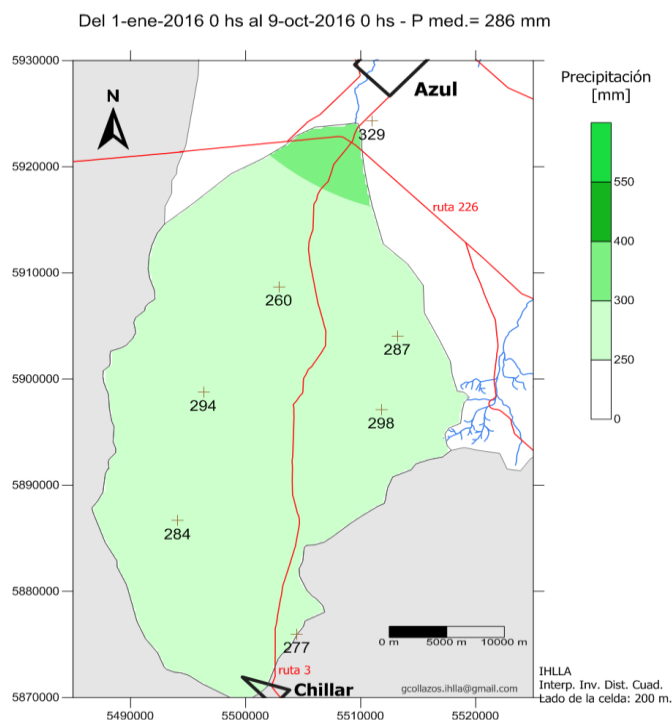 Del 1-ene-2016 0 hs al 9-oct-2016 0 hs - P med.= 286 mm
5930000
5920000
5910000
5900000
5890000
5880000
5870000
5490000
5500000
5510000
5520000
N
Azul
329
ruta 226
260
287
294
298
284
277
ruta 3
Chillar
0 m
5000 m
10000 m
gcollazos.ihlla@gmail.com
Precipitación
[mm]
550
400
300
250
0
IHLLA
Interp. Inv. Dist. Cuad.
Lado de la celda: 200 m.